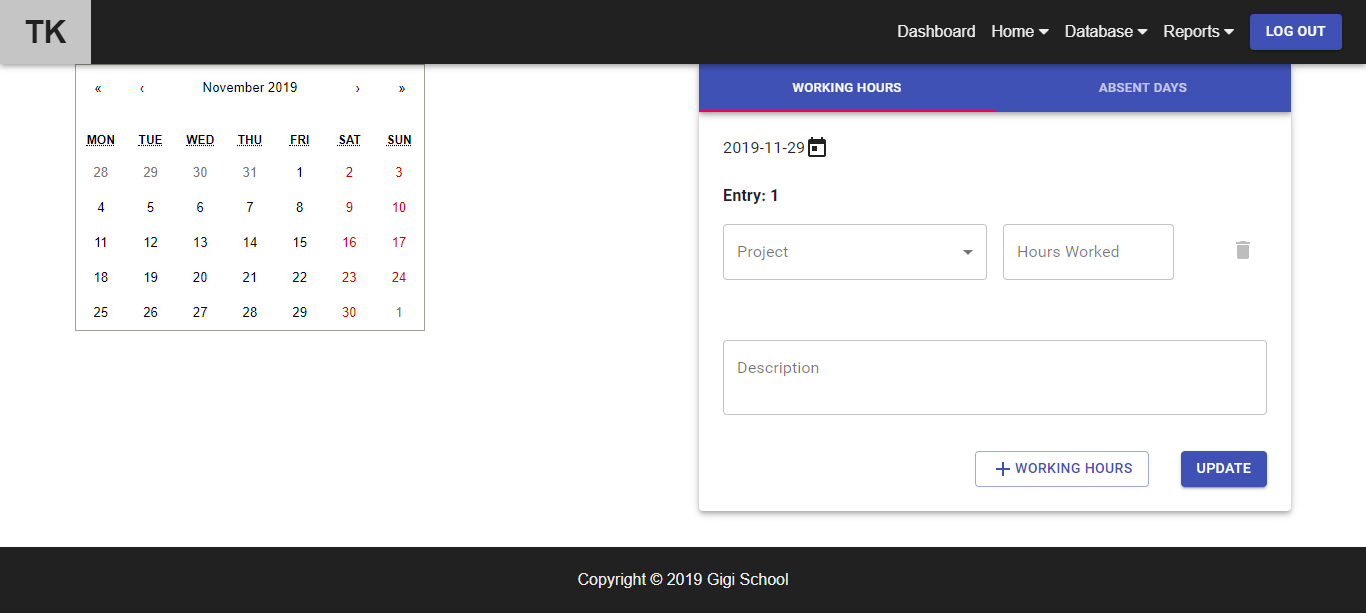 TK
Dashboard Home Database Reports LOG OUT
« ‹ November 2019 › »
MON TUE WED THU FRI SAT SUN
28 29 30 31 1 2 3
4 5 6 7 8 9 10
11 12 13 14 15 16 17
18 19 20 21 22 23 24
25 26 27 28 29 30 1
WORKING HOURS ABSENT DAYS
2019-11-29
Entry: 1
Project Hours Worked
Description
+ WORKING HOURS UPDATE
Copyright © 2019 Gigi School